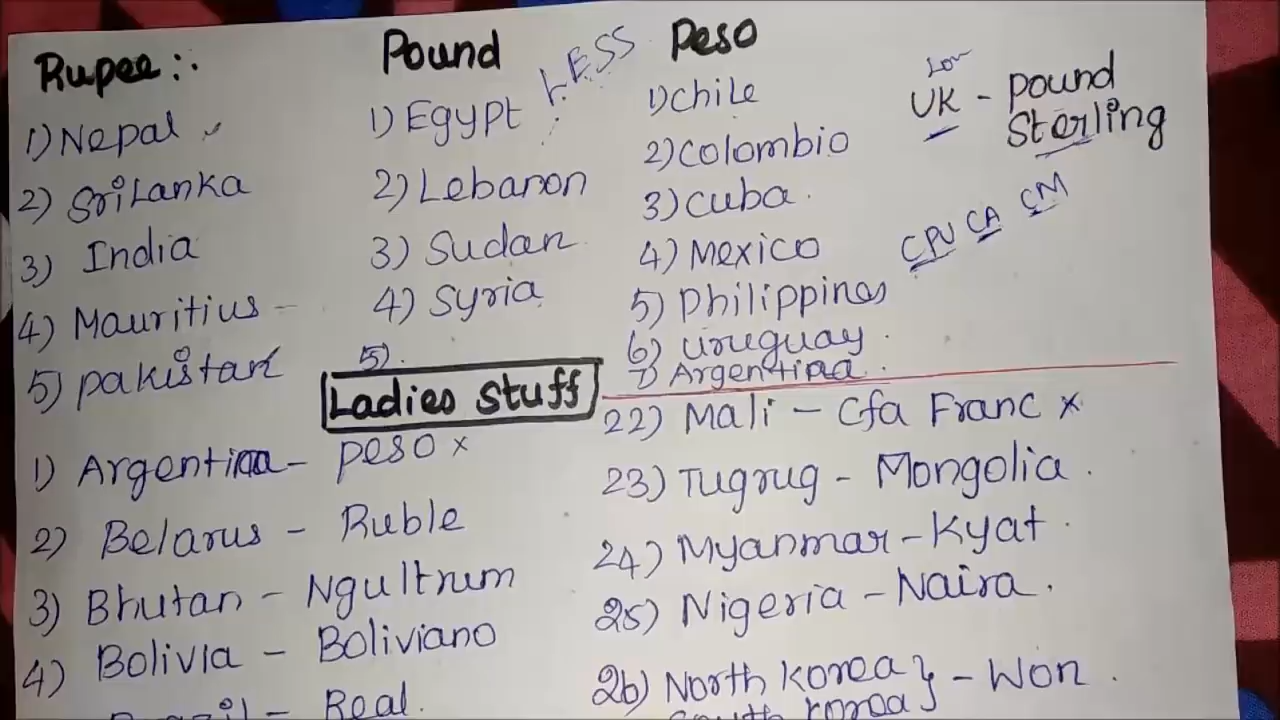 Rupee :-
1) Nepal
2) SriLanka
3) India
4) Mauritius -
5) pakistan
Pound
LESS
1) Egypt
2) Lebanon
3) Sudan
4) Syria
5).
Peso
1) Chile
2) Colombio
3) Cuba.
4) Mexico
5) Philippines
6) Uruguay.
7) Argentina.
UK - Pound
Sterling
CPU CA CM
Ladies Stuff
1) Argentina - Peso x
2) Belarus - Ruble
3) Bhutan - Ngultrum
4) Bolivia - Boliviano
Brazil - Real.
22) Mali - Cfa Franc x
23) Tugrug - Mongolia.
24) Myanmar - Kyat.
25) Nigeria - Naira.
26) North Korea } - Won.
South Korea